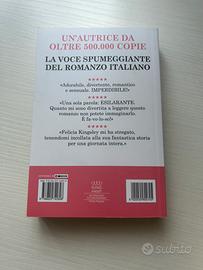 UN'AUTRICE DA
OLTRE 500.000 COPIE
LA VOCE SPUMEGGIANTE
DEL ROMANZO ITALIANO
★★★★★
«Adorabile, divertente, romantico
e sensuale. IMPERDIBILE!»
★★★★★
«Una sola parola: ESILARANTE.
Quanto mi sono divertita a leggere questo
romanzo non potete immaginarlo.
È fa-vo-lo-so!»
★★★★★
«Felicia Kingsley mi ha stregato,
tenendomi incollata alla sua fantastica storia
per una giornata intera.»
subito